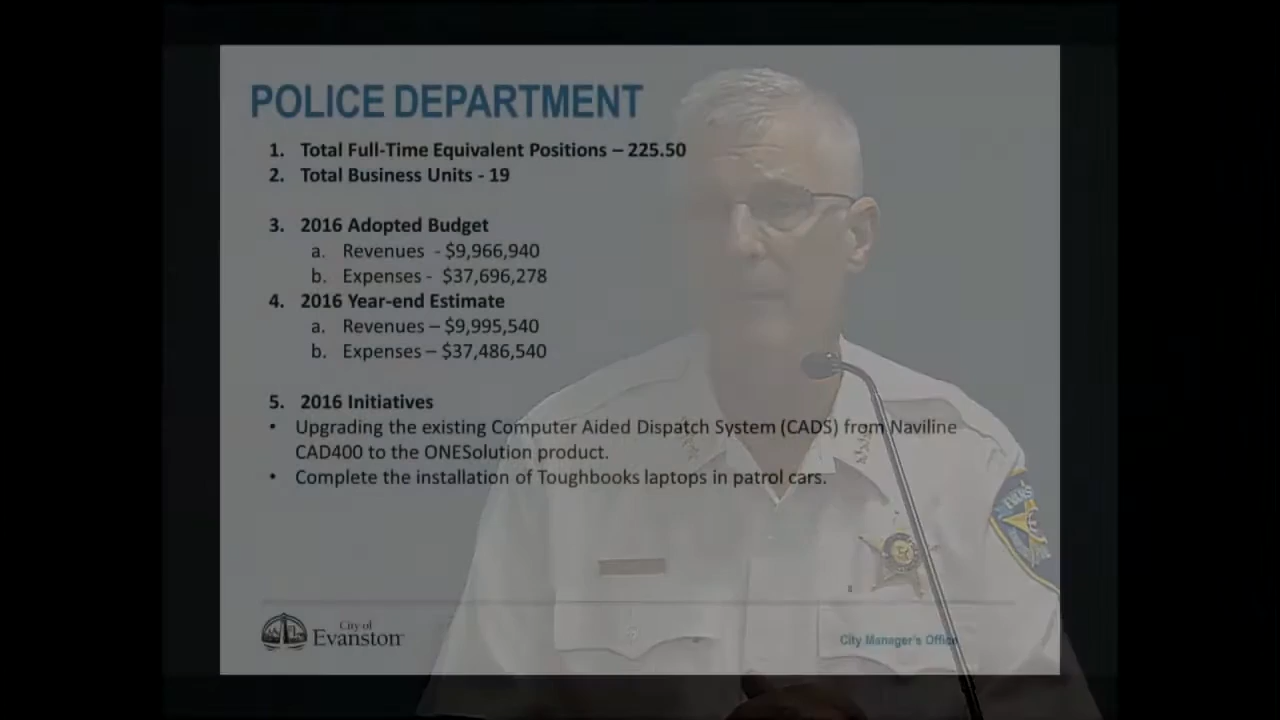 POLICE DEPARTMENT
1. Total Full-Time Equivalent Positions – 225.50
2. Total Business Units - 19
3. 2016 Adopted Budget
a. Revenues - $9,966,940
b. Expenses - $37,696,278
4. 2016 Year-end Estimate
a. Revenues – $9,995,540
b. Expenses – $37,486,540
5. 2016 Initiatives
• Upgrading the existing Computer Aided Dispatch System (CADS) from Naviline
CAD400 to the ONESolution product.
• Complete the installation of Toughbooks laptops in patrol cars.
City of
Evanston
City Manager's Office